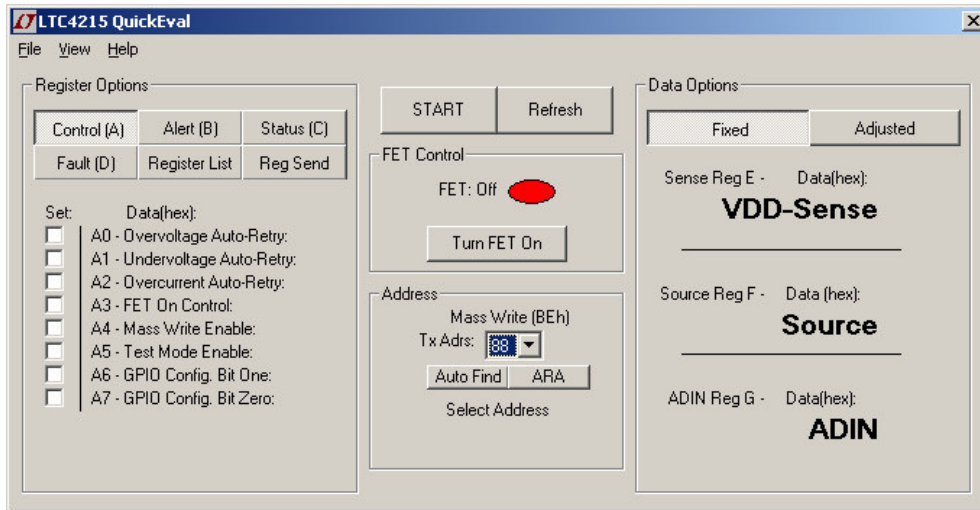 LTC4215 QuickEval
File View Help
Register Options
Control (A) Alert (B) Status (C)
Fault (D) Register List Reg Send
Set: Data(hex):
A0 - Overvoltage Auto-Retry:
A1 - Undervoltage Auto-Retry:
A2 - Overcurrent Auto-Retry:
A3 - FET On Control:
A4 - Mass Write Enable:
A5 - Test Mode Enable:
A6 - GPIO Config. Bit One:
A7 - GPIO Config. Bit Zero:
START Refresh
FET Control
FET: Off
Turn FET On
Address
Mass Write (BEh)
Tx Adrs: 88
Auto Find ARA
Select Address
Data Options
Fixed Adjusted
Sense Reg E - Data(hex):
VDD-Sense
Source Reg F - Data (hex):
Source
ADIN Reg G - Data(hex):
ADIN